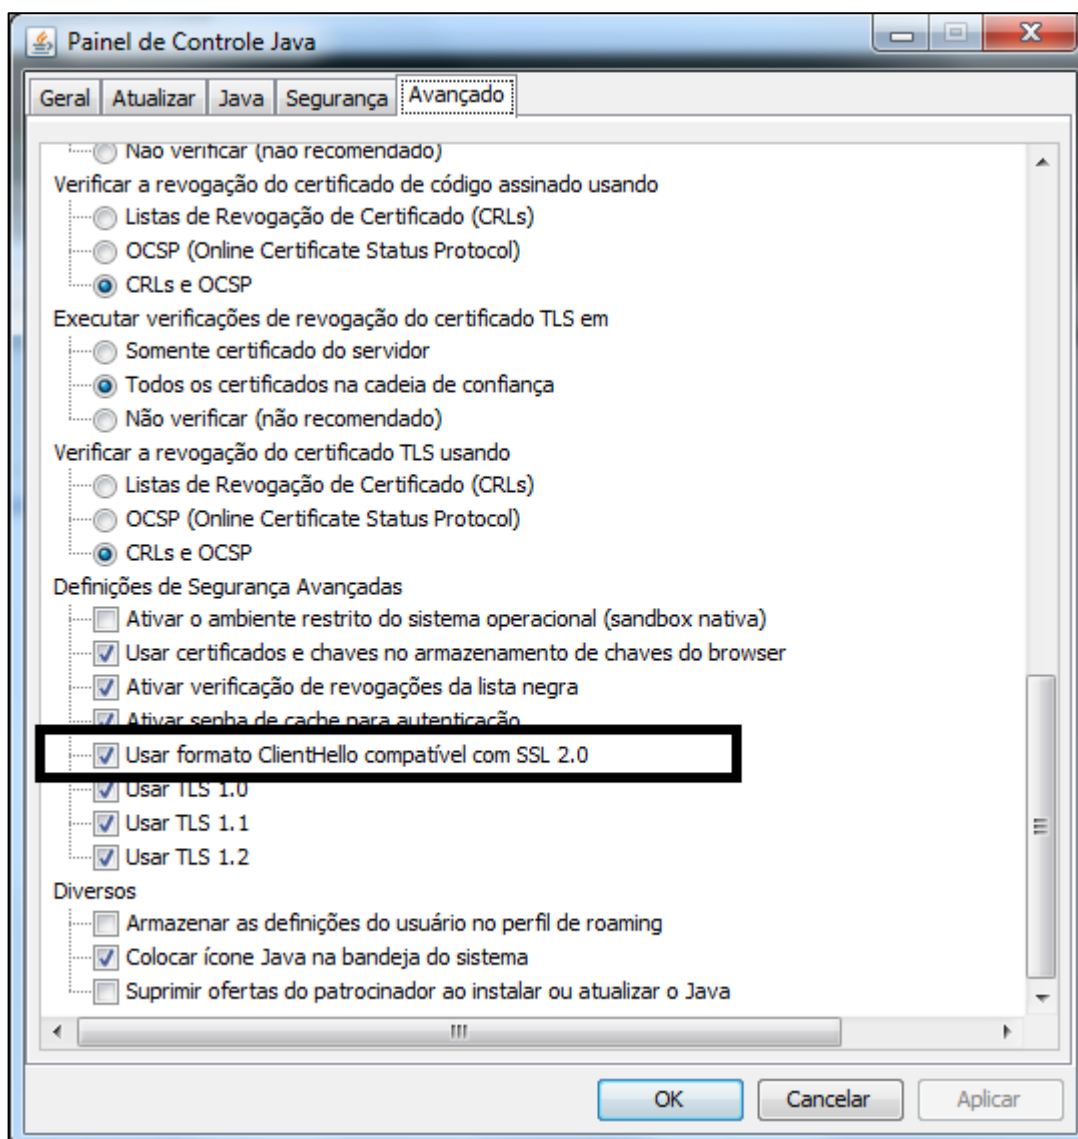 Painel de Controle Java
Geral Atualizar Java Segurança Avançado
Não verificar (não recomendado)
Verificar a revogação do certificado de código assinado usando
Listas de Revogação de Certificado (CRLs)
OCSP (Online Certificate Status Protocol)
CRLs e OCSP
Executar verificações de revogação do certificado TLS em
Somente certificado do servidor
Todos os certificados na cadeia de confiança
Não verificar (não recomendado)
Verificar a revogação do certificado TLS usando
Listas de Revogação de Certificado (CRLs)
OCSP (Online Certificate Status Protocol)
CRLs e OCSP
Definições de Segurança Avançadas
Ativar o ambiente restrito do sistema operacional (sandbox nativa)
Usar certificados e chaves no armazenamento de chaves do browser
Ativar verificação de revogações da lista negra
Ativar senha de cache para autenticação
Usar formato ClientHello compatível com SSL 2.0
Usar TLS 1.0
Usar TLS 1.1
Usar TLS 1.2
Diversos
Armazenar as definições do usuário no perfil de roaming
Colocar ícone Java na bandeja do sistema
Suprimir ofertas do patrocinador ao instalar ou atualizar o Java
OK Cancelar Aplicar